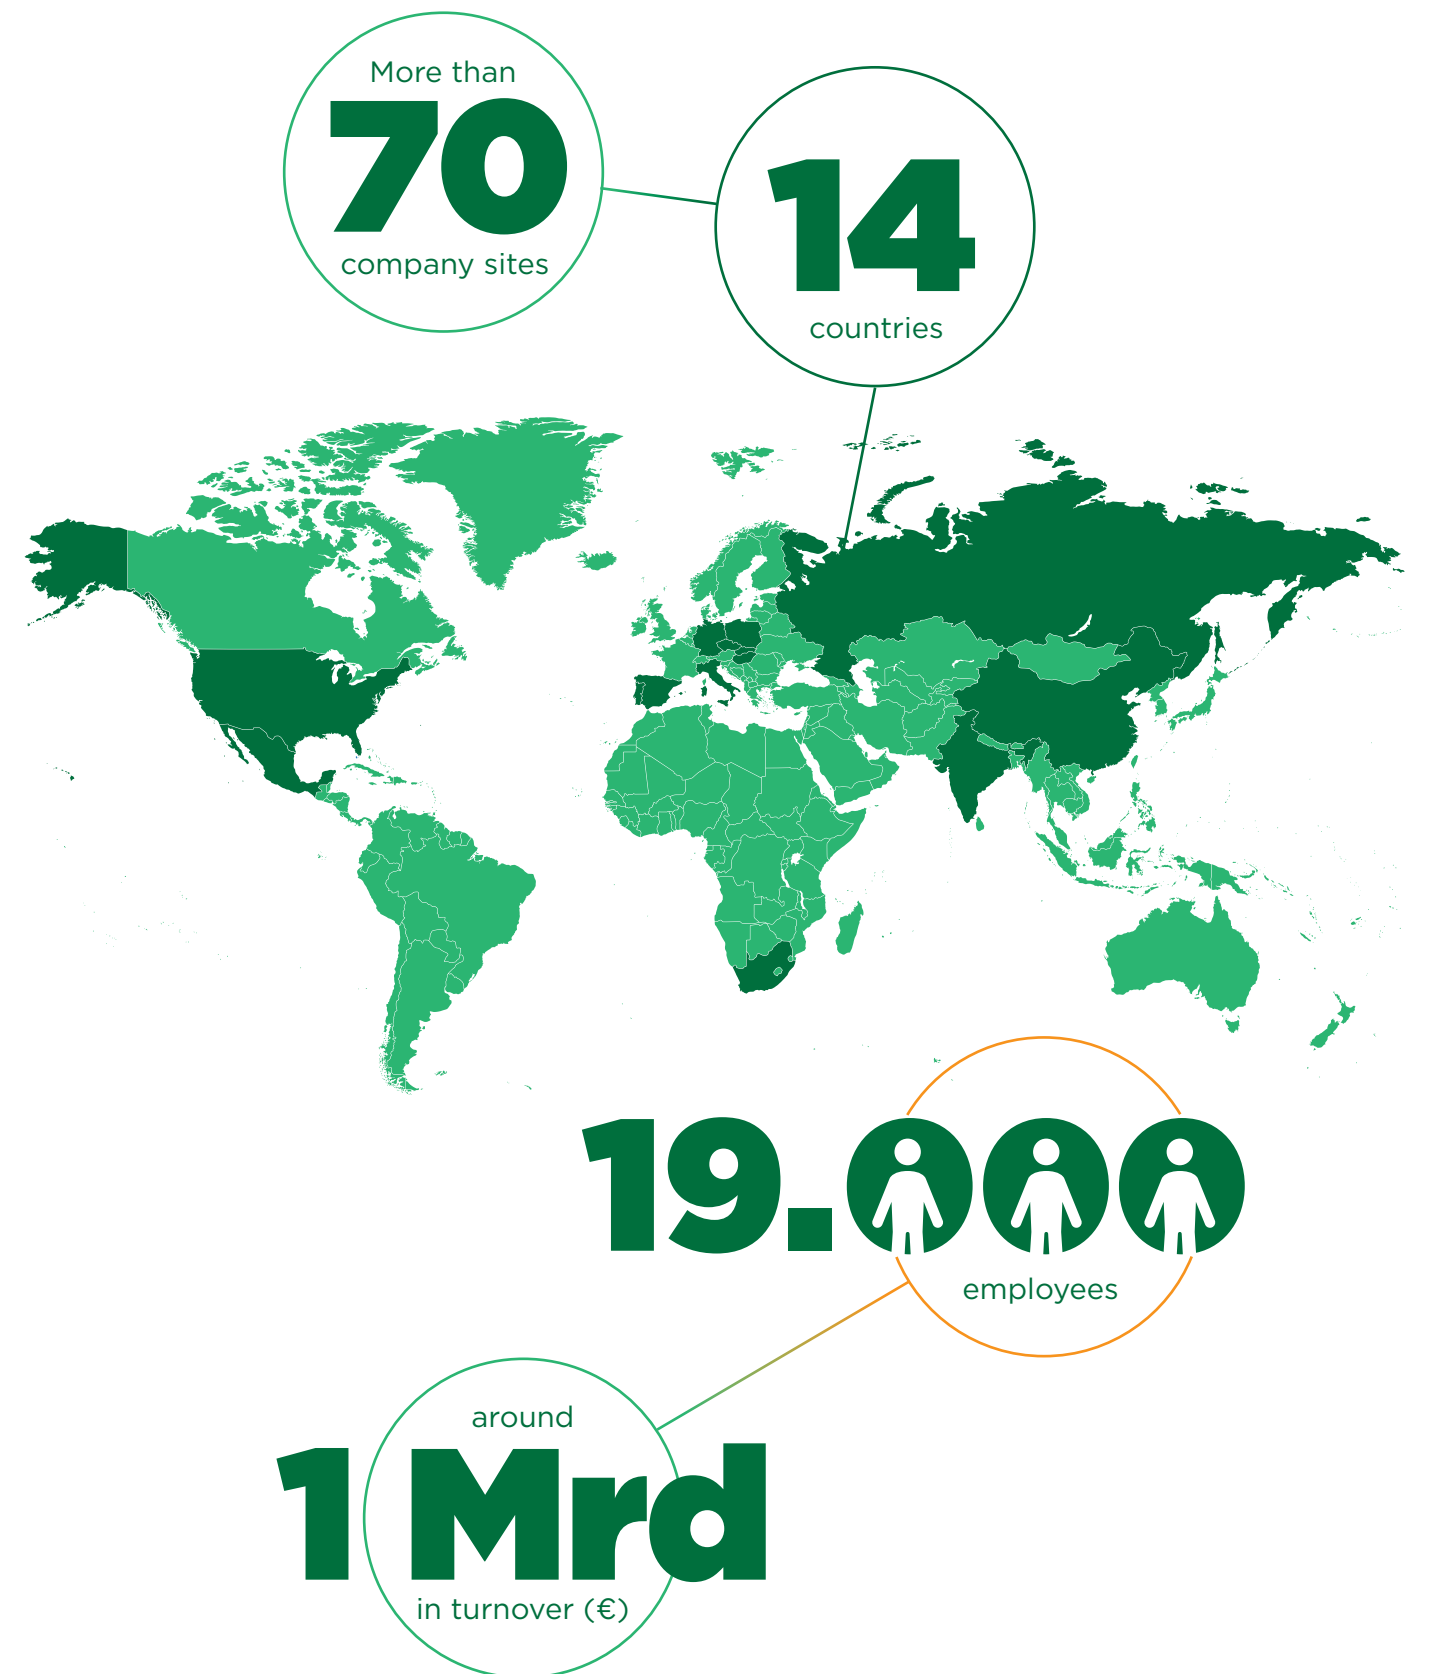 More than
70
company sites
14
countries
19.000
employees
around
1 Mrd
in turnover (€)